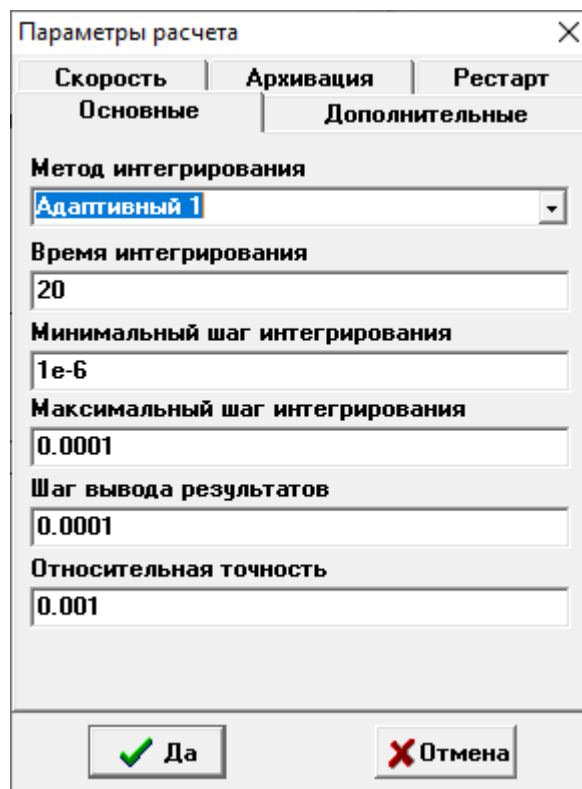 Параметры расчета
Скорость Архивация Рестарт
Основные Дополнительные
Метод интегрирования
Адаптивный 1
Время интегрирования
20
Минимальный шаг интегрирования
1e-6
Максимальный шаг интегрирования
0.0001
Шаг вывода результатов
0.0001
Относительная точность
0.001
Да Отмена